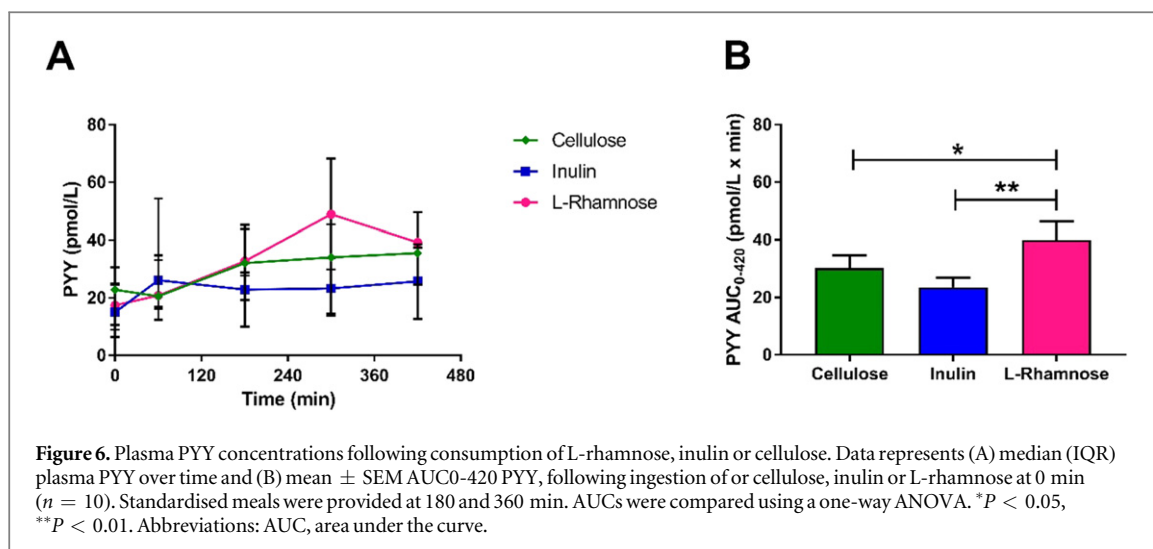 A
B
80
60
40
20
0
PYY (pmol/L)
0 120 240 360 480
Time (min)
Cellulose
Inulin
L-Rhamnose
80
60
40
20
0
PYY AUC0-420 (pmol/L x min)
*
**
Cellulose Inulin L-Rhamnose
Figure 6. Plasma PYY concentrations following consumption of L-rhamnose, inulin or cellulose. Data represents (A) median (IQR)
plasma PYY over time and (B) mean ± SEM AUC0-420 PYY, following ingestion of or cellulose, inulin or L-rhamnose at 0 min
(n = 10). Standardised meals were provided at 180 and 360 min. AUCs were compared using a one-way ANOVA. *P < 0.05,
**P < 0.01. Abbreviations: AUC, area under the curve.